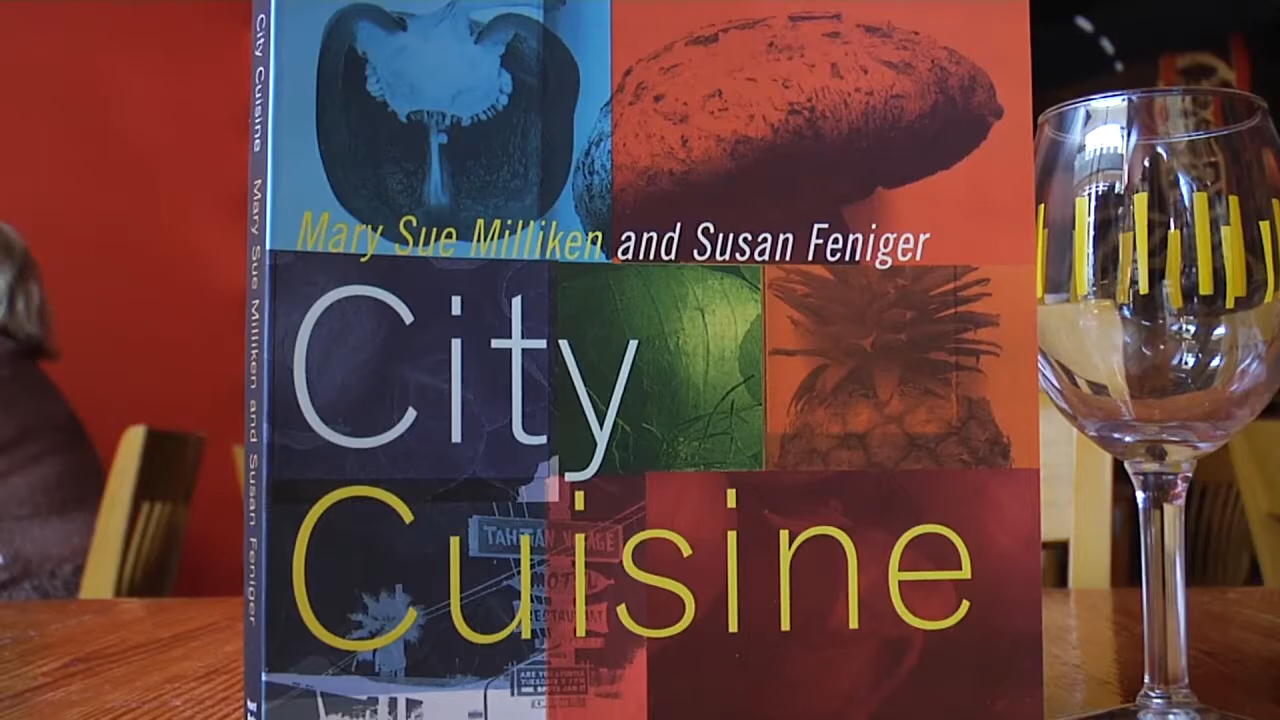 City Cuisine Mary Sue Milliken and Susan Feniger
Mary Sue Milliken and Susan Feniger
City
Cuisine
TAHITIAN VILLAGE
MOTEL
RESTAURANT